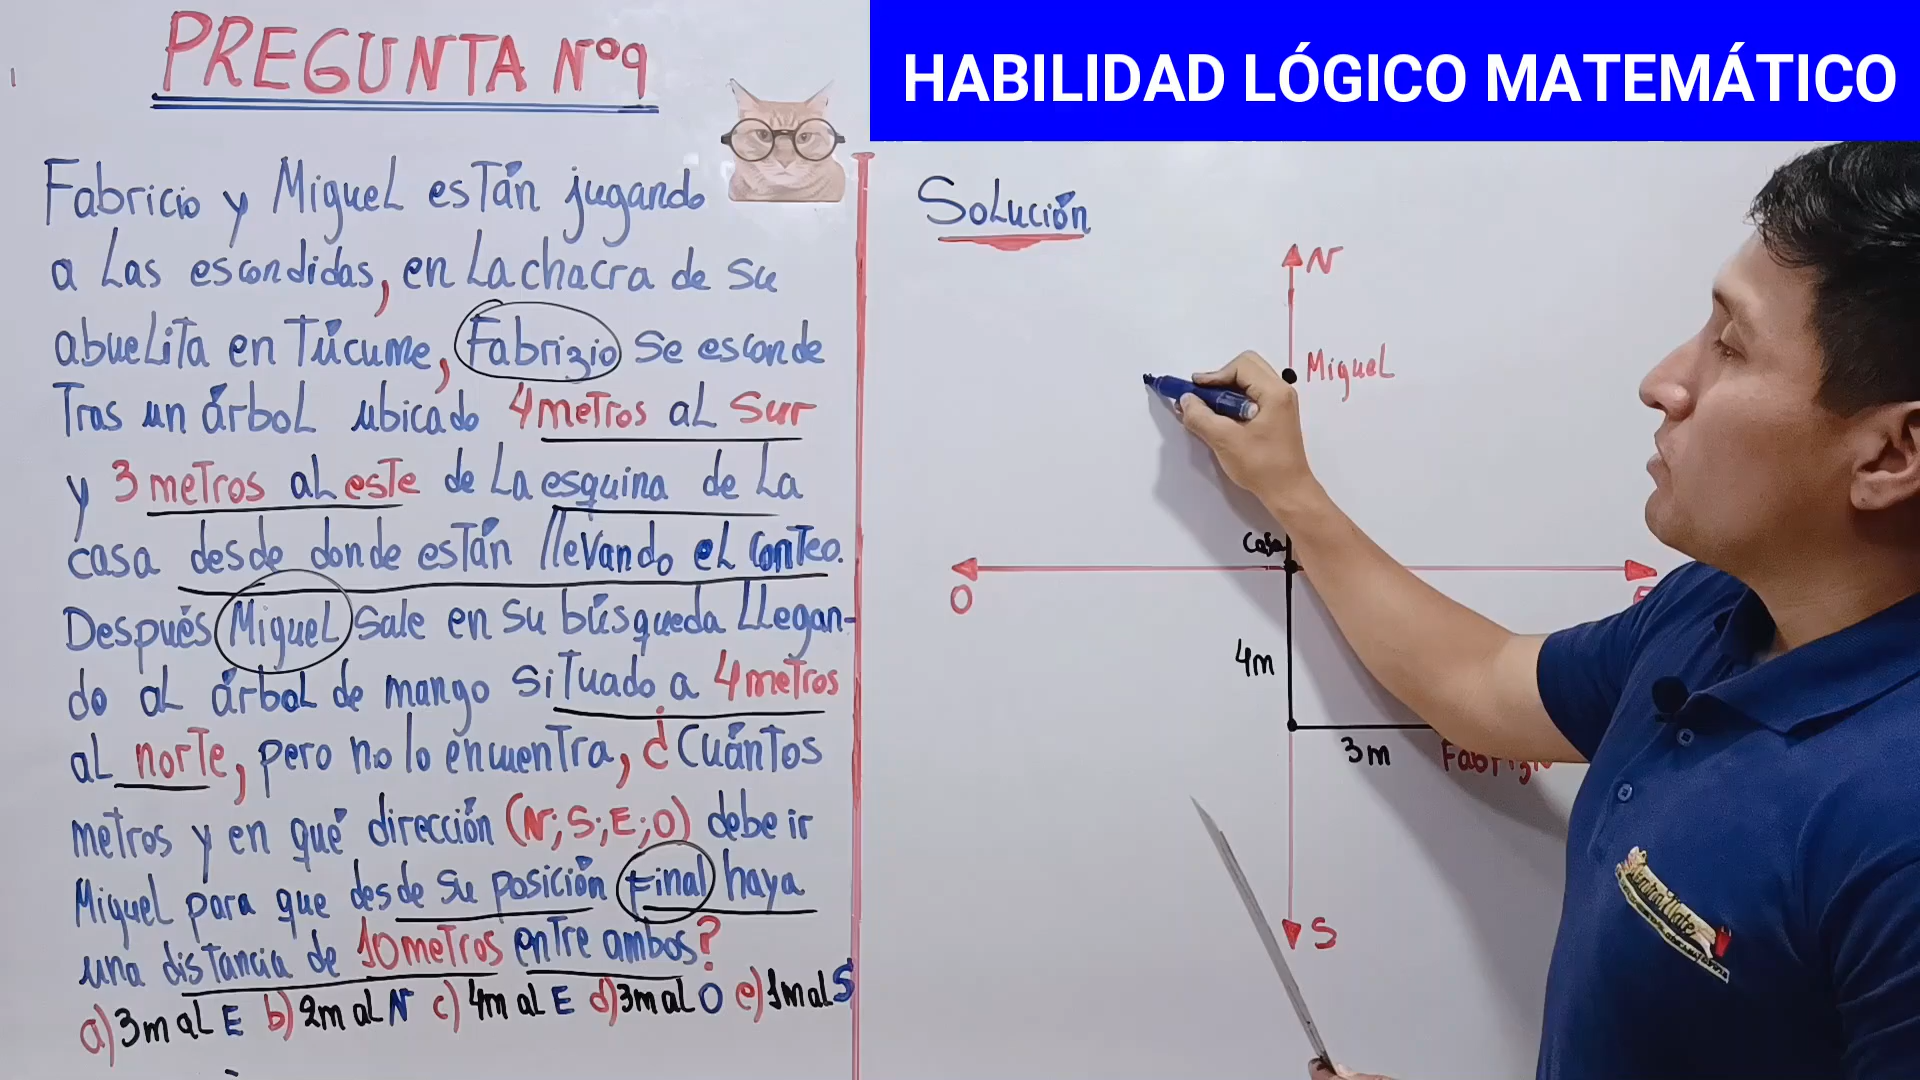 PREGUNTA N°9
HABILIDAD LÓGICO MATEMÁTICO
Fabricio y Miguel están jugando
a las escondidas, en la chacra de su
abuelita en Túcume, Fabrizio se esconde
tras un árbol ubicado 4 metros al sur
y 3 metros al este de la esquina de la
casa desde donde están llevando el conteo.
Después Miguel sale en su búsqueda llegan-
do al árbol de mango situado a 4 metros
al norte, pero no lo encuentra, ¿Cuántos
metros y en qué dirección (N; S; E; O) debe ir
Miguel para que desde su posición final haya
una distancia de 10 metros entre ambos?
a) 3m al E b) 2m al N c) 4m al E d) 3m al O e) 1m al S
Solución
N
Miguel
casa
O
4m
3m
S